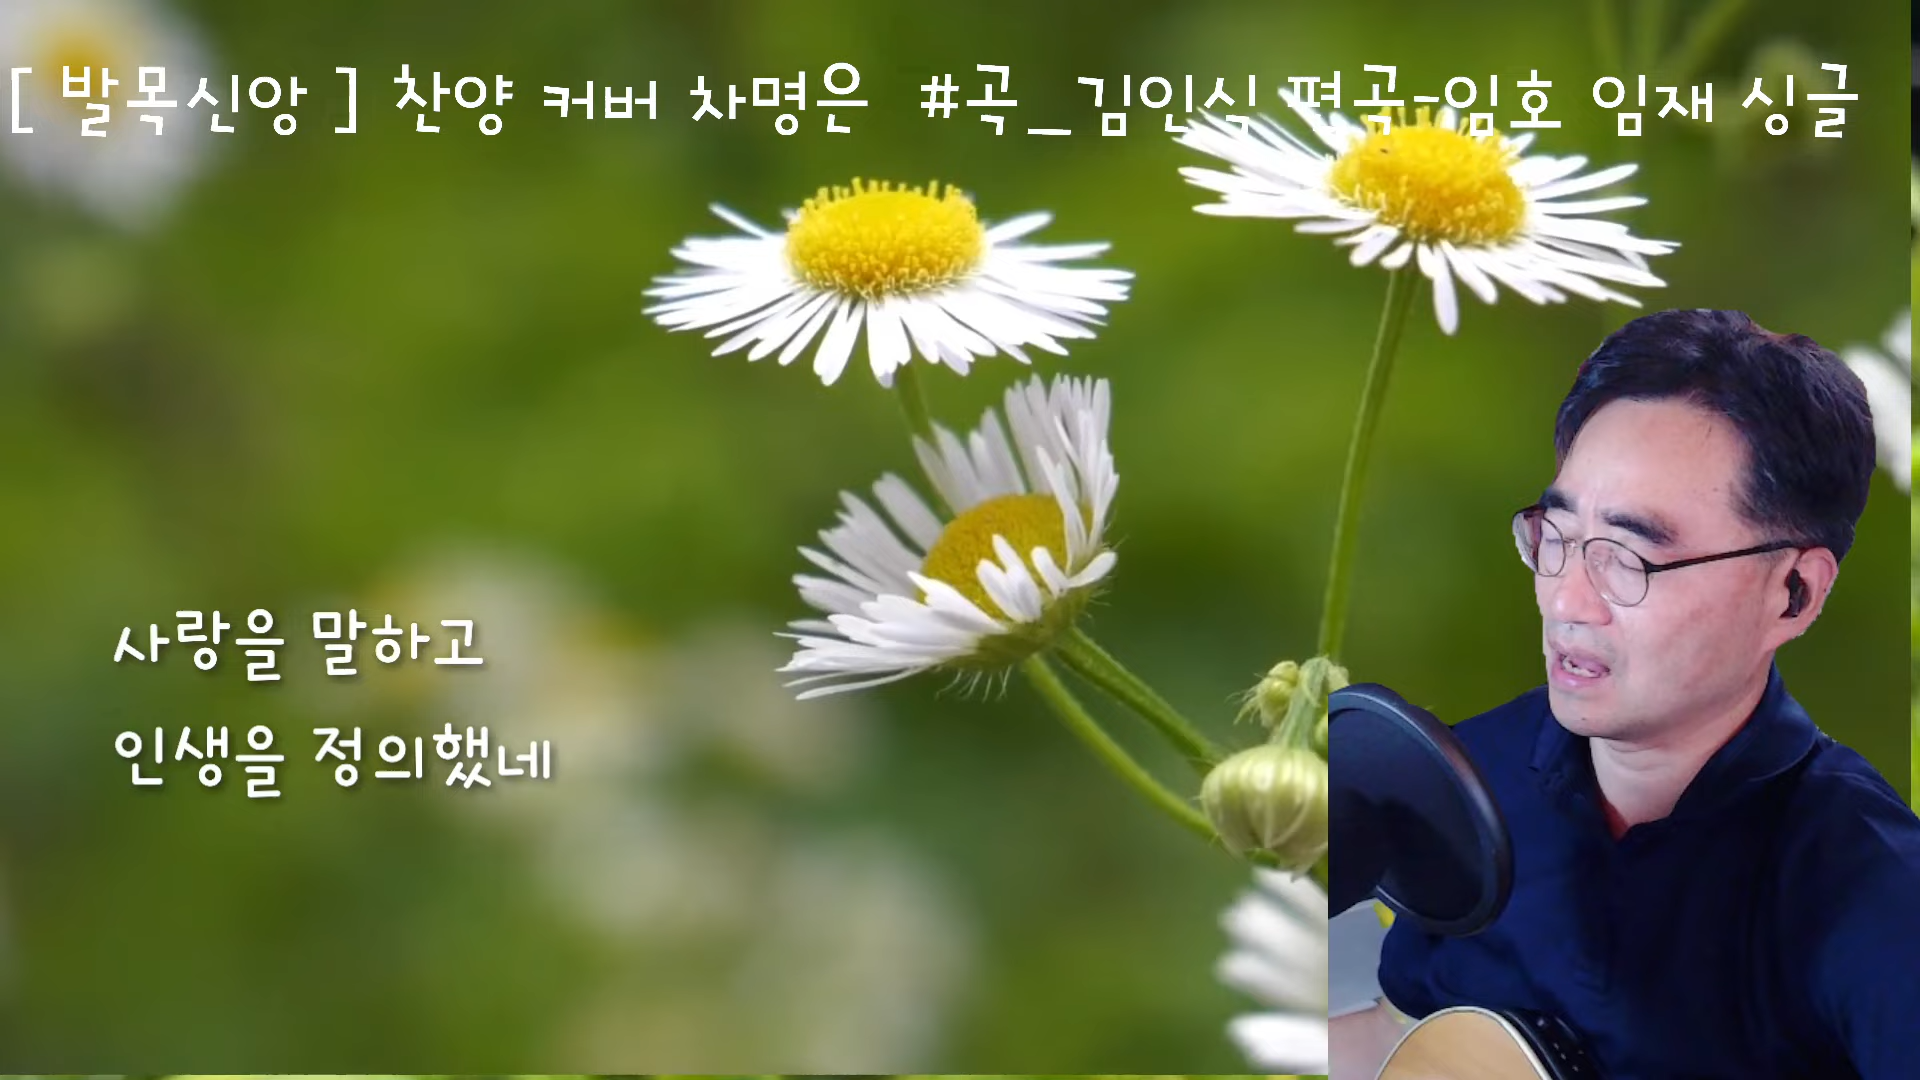 [ 발목신앙 ] 찬양 커버 차명은 #곡_김인식 편곡-임호 임재 싱글
사랑을 말하고
인생을 정의했네